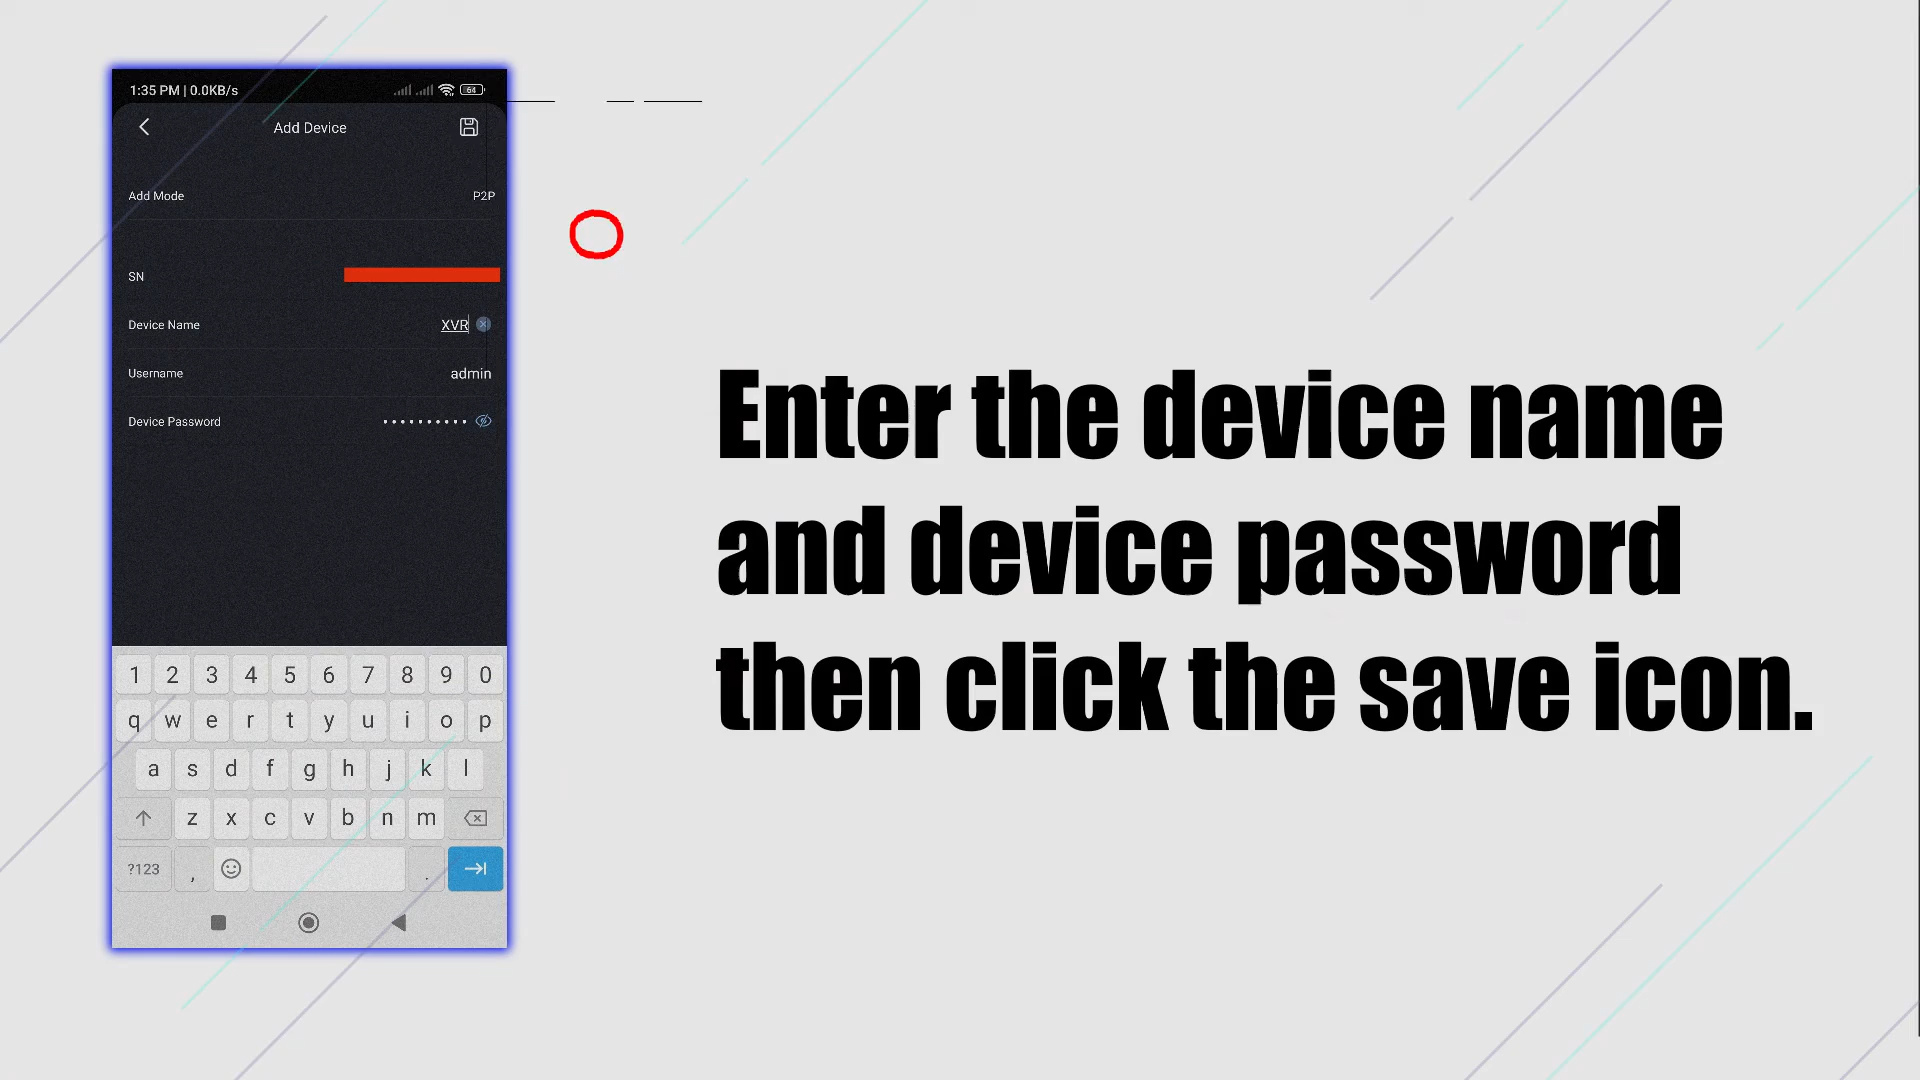 1:35 PM | 0.0KB/s 64
Add Device
Add Mode P2P
SN
Device Name XVR
Username admin
Device Password ••••••••••
Enter the device name
and device password
then click the save icon.
1 2 3 4 5 6 7 8 9 0
q w e r t y u i o p
a s d f g h j k l
z x c v b n m
?123 , .